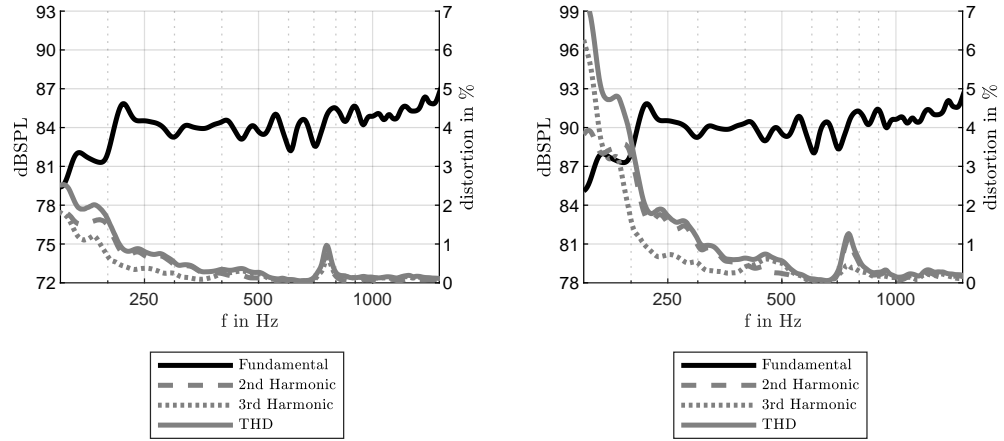 93
90
87
84
81
78
75
72
dBSPL
7
6
5
4
3
2
1
0
distortion in %
250
500
1000
f in Hz
Fundamental
2nd Harmonic
3rd Harmonic
THD
99
96
93
90
87
84
81
78
dBSPL
7
6
5
4
3
2
1
0
distortion in %
250
500
1000
f in Hz
Fundamental
2nd Harmonic
3rd Harmonic
THD